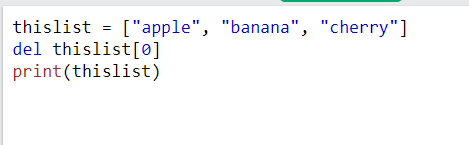 thislist = ["apple", "banana", "cherry"]
del thislist[0]
print(thislist)